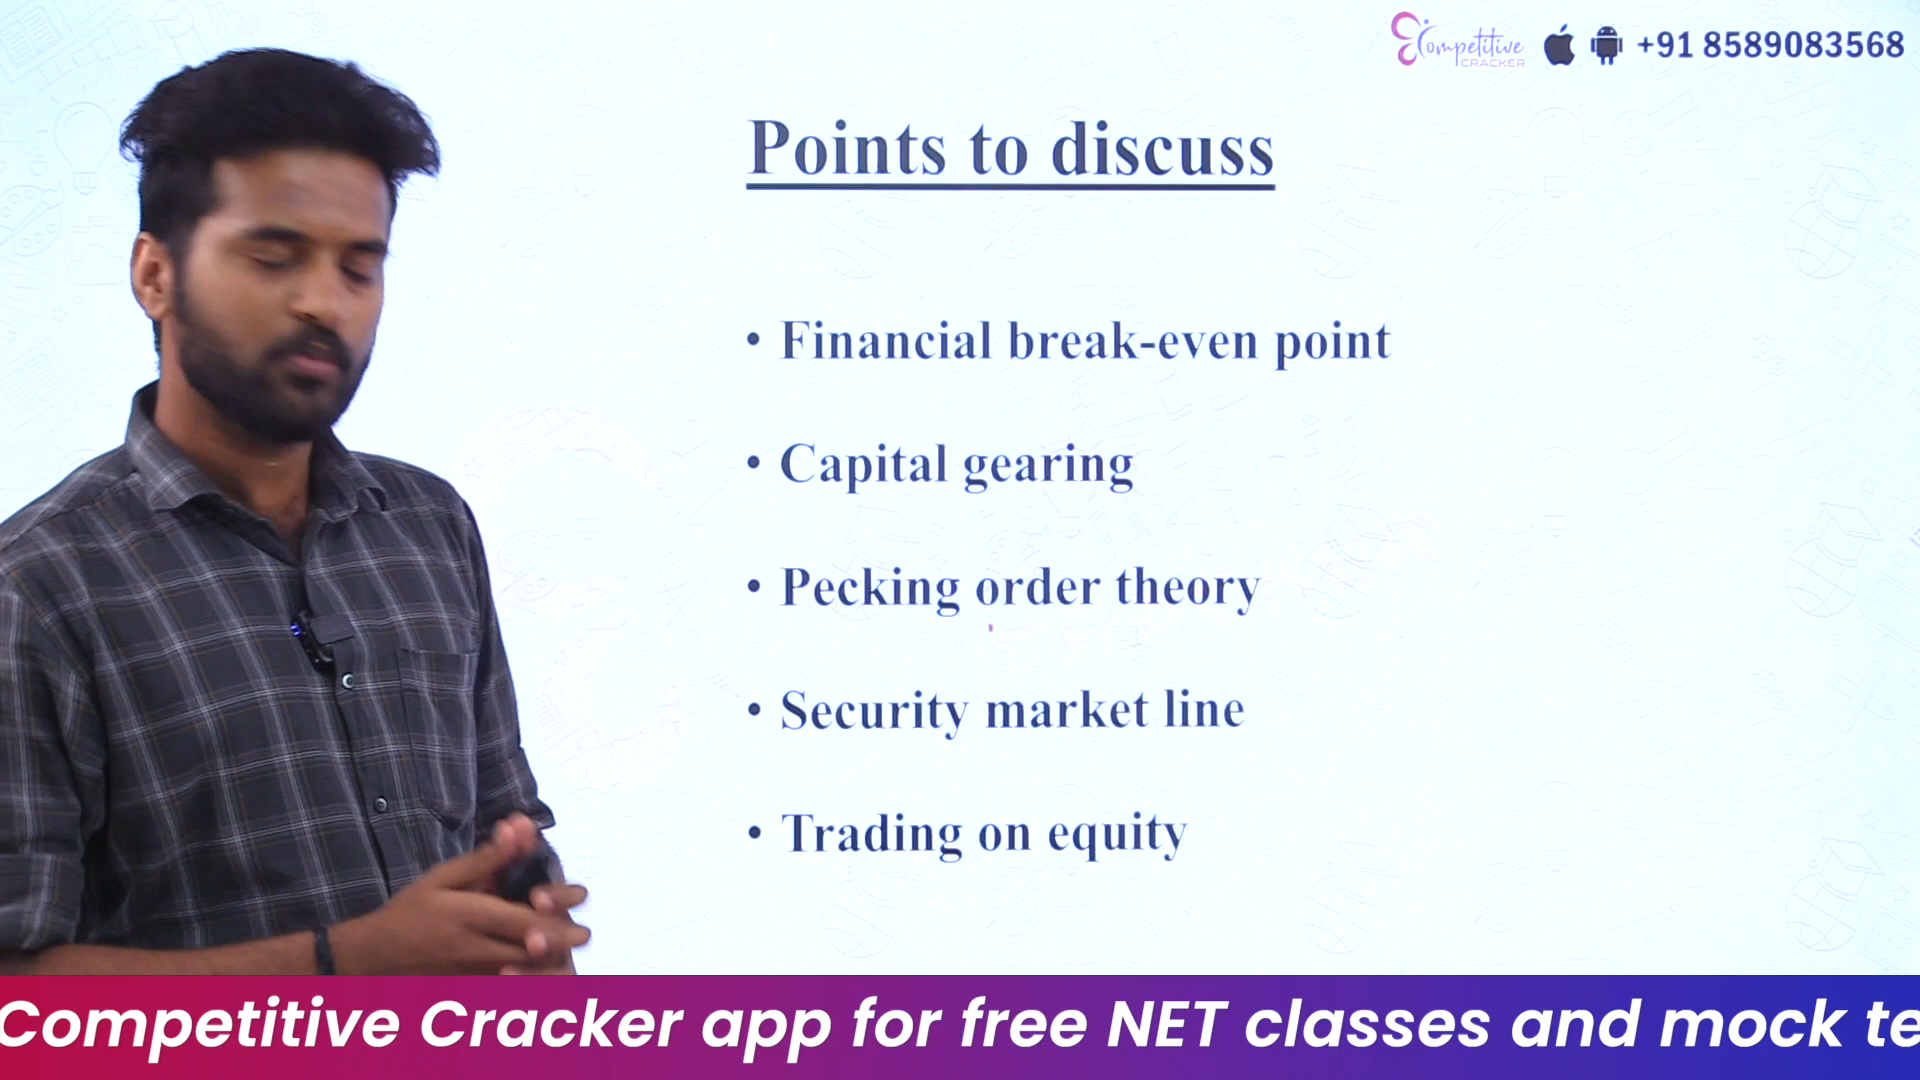 Competitive
CRACKER
+91 8589083568
Points to discuss
• Financial break-even point
• Capital gearing
• Pecking order theory
• Security market line
• Trading on equity
Competitive Cracker app for free NET classes and mock te